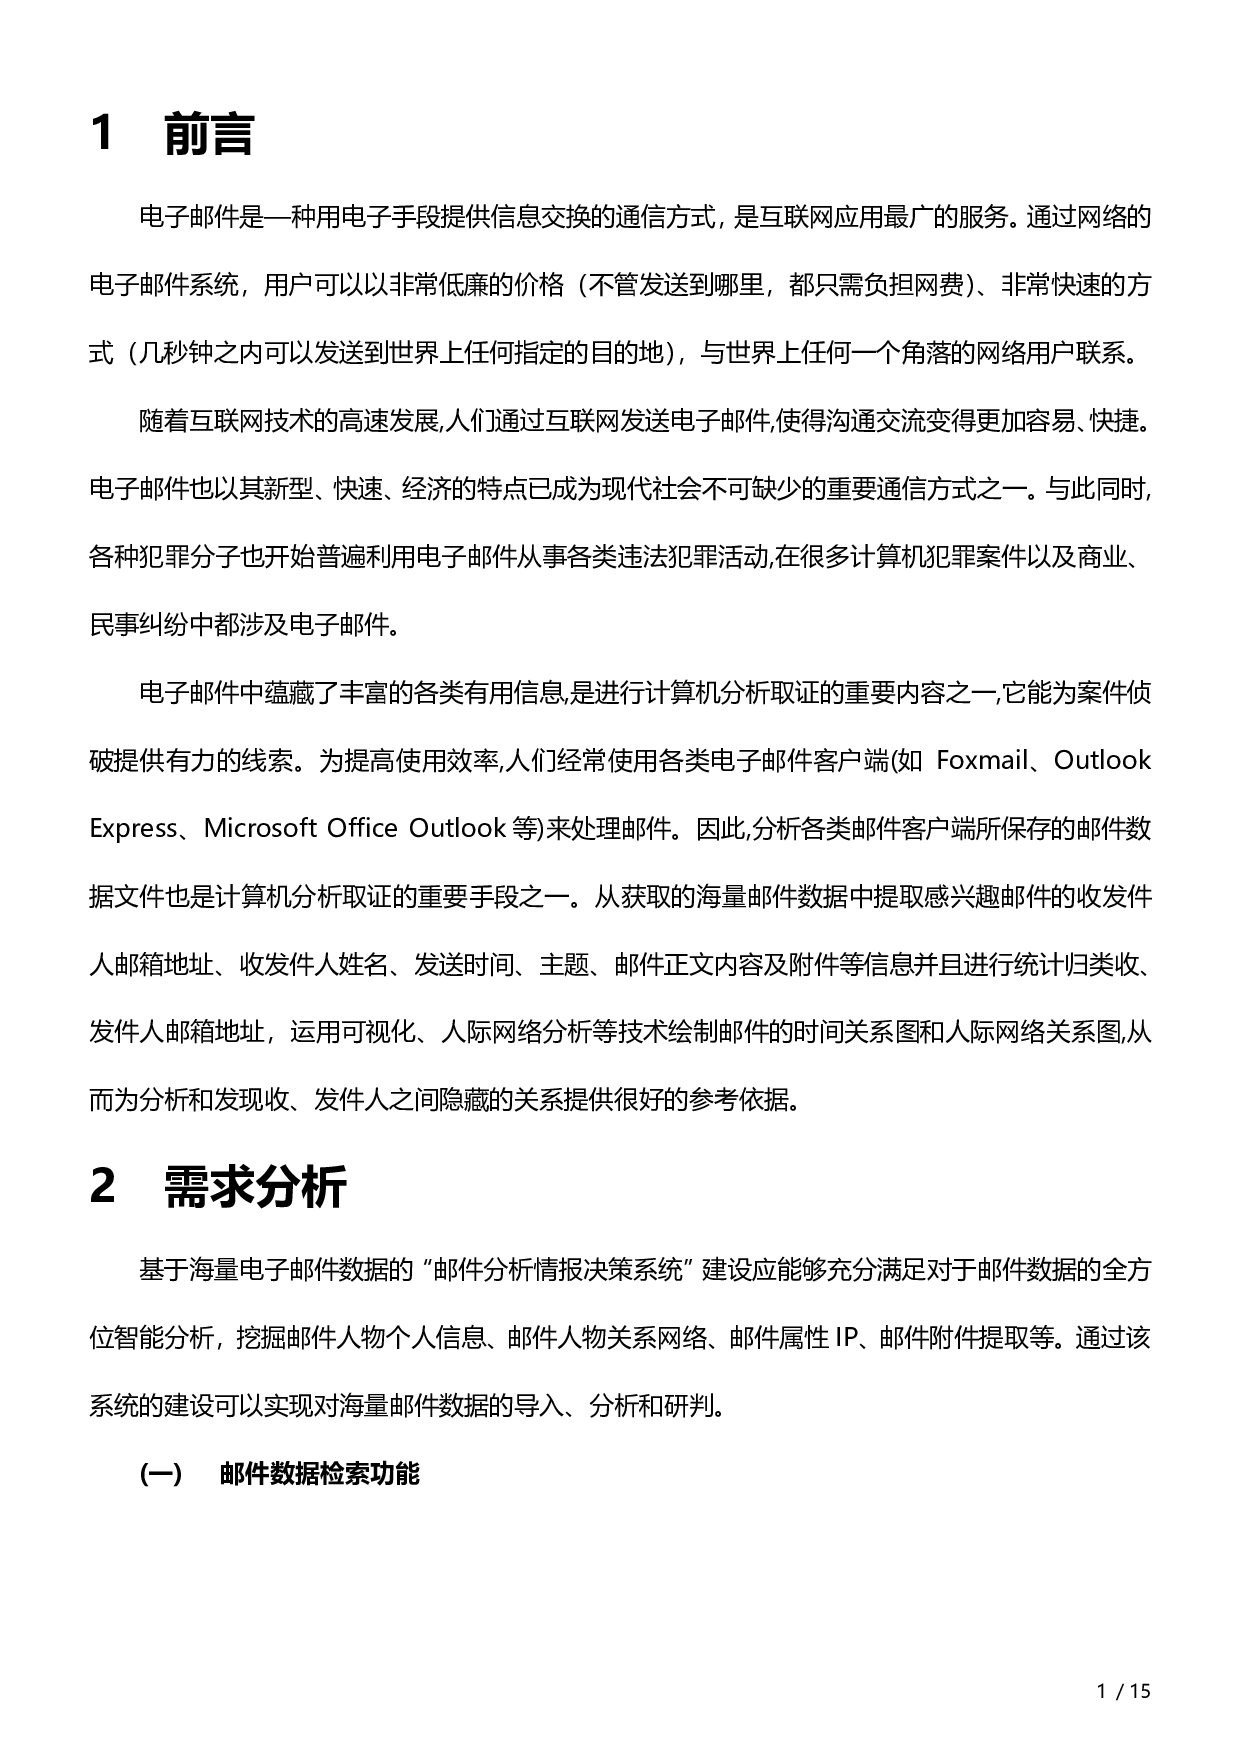 1 前言
电子邮件是—种用电子手段提供信息交换的通信方式，是互联网应用最广的服务。通过网络的
电子邮件系统，用户可以以非常低廉的价格（不管发送到哪里，都只需负担网费）、非常快速的方
式（几秒钟之内可以发送到世界上任何指定的目的地），与世界上任何一个角落的网络用户联系。
随着互联网技术的高速发展,人们通过互联网发送电子邮件,使得沟通交流变得更加容易、快捷。
电子邮件也以其新型、快速、经济的特点已成为现代社会不可缺少的重要通信方式之一。与此同时,
各种犯罪分子也开始普遍利用电子邮件从事各类违法犯罪活动,在很多计算机犯罪案件以及商业、
民事纠纷中都涉及电子邮件。
电子邮件中蕴藏了丰富的各类有用信息,是进行计算机分析取证的重要内容之一,它能为案件侦
破提供有力的线索。为提高使用效率,人们经常使用各类电子邮件客户端(如 Foxmail、Outlook
Express、Microsoft Office Outlook 等)来处理邮件。因此,分析各类邮件客户端所保存的邮件数
据文件也是计算机分析取证的重要手段之一。从获取的海量邮件数据中提取感兴趣邮件的收发件
人邮箱地址、收发件人姓名、发送时间、主题、邮件正文内容及附件等信息并且进行统计归类收、
发件人邮箱地址，运用可视化、人际网络分析等技术绘制邮件的时间关系图和人际网络关系图,从
而为分析和发现收、发件人之间隐藏的关系提供很好的参考依据。
2 需求分析
基于海量电子邮件数据的“邮件分析情报决策系统”建设应能够充分满足对于邮件数据的全方
位智能分析，挖掘邮件人物个人信息、邮件人物关系网络、邮件属性 IP、邮件附件提取等。通过该
系统的建设可以实现对海量邮件数据的导入、分析和研判。
(一) 邮件数据检索功能
1 / 15